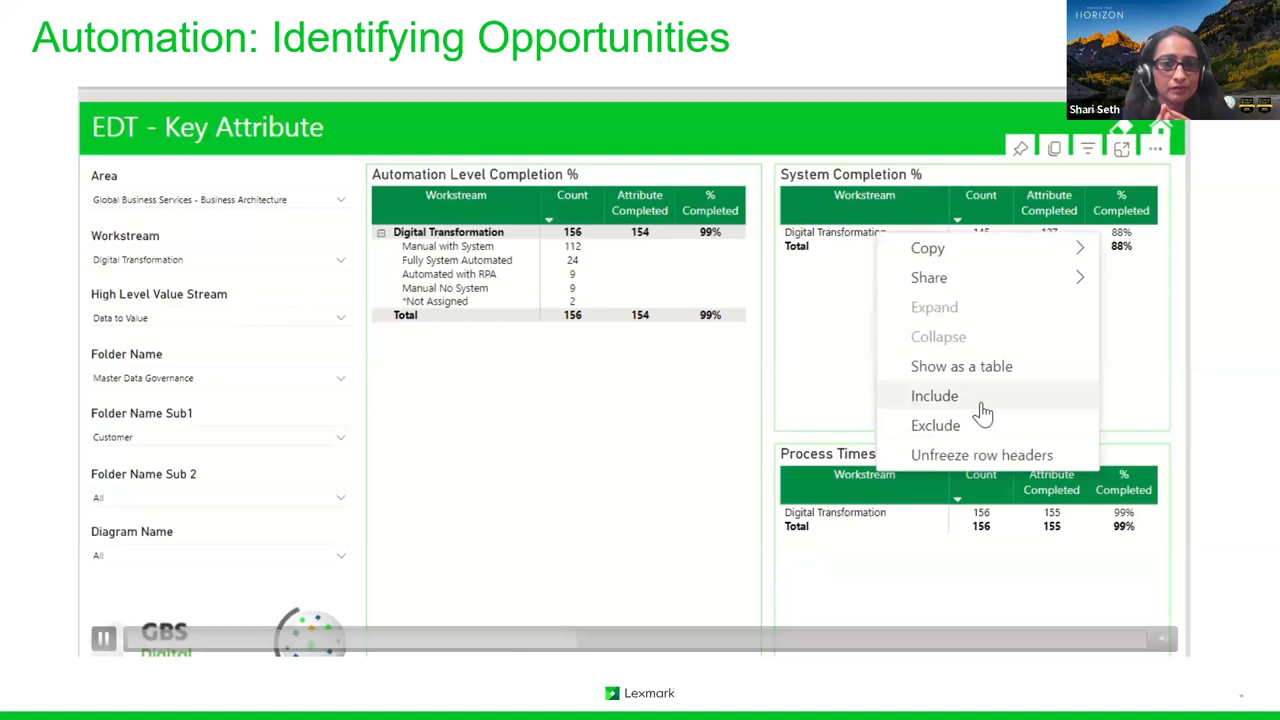 Automation: Identifying Opportunities
HORIZON
Shari Seth
EDT - Key Attribute
Area
Global Business Services - Business Architecture
Workstream
Digital Transformation
High Level Value Stream
Data to Value
Folder Name
Master Data Governance
Folder Name Sub1
Customer
Folder Name Sub 2
All
Diagram Name
All
GBS
Digital
Automation Level Completion %
Workstream Count Attribute Completed % Completed
Digital Transformation 156 154 99%
Manual with System 112
Fully System Automated 24
Automated with RPA 9
Manual No System 9
*Not Assigned 2
Total 156 154 99%
System Completion %
Workstream Count Attribute Completed % Completed
Digital Transformation 88%
Total 88%
Copy
Share
Expand
Collapse
Show as a table
Include
Exclude
Unfreeze row headers
Process Times
Workstream Count Attribute Completed % Completed
Digital Transformation 156 155 99%
Total 156 155 99%
Lexmark